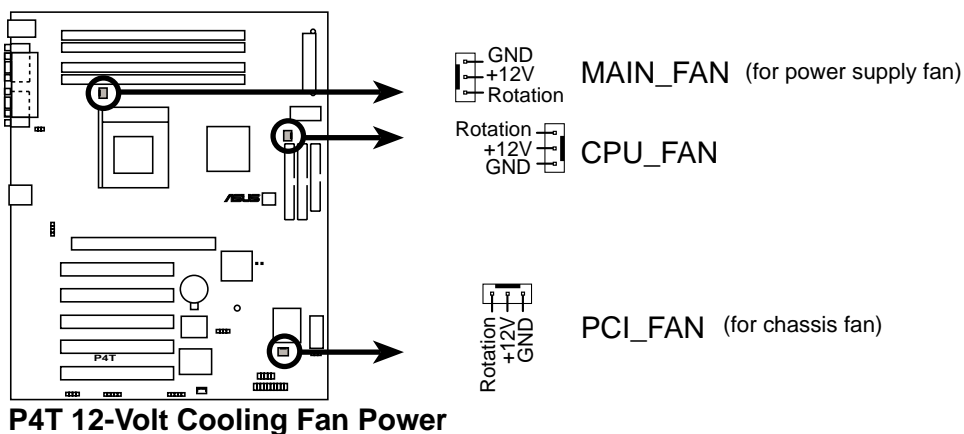 GND
+12V
Rotation
MAIN_FAN (for power supply fan)
Rotation
+12V
GND
CPU_FAN
/SUS
Rotation
+12V
GND
PCI_FAN (for chassis fan)
P4T
P4T 12-Volt Cooling Fan Power